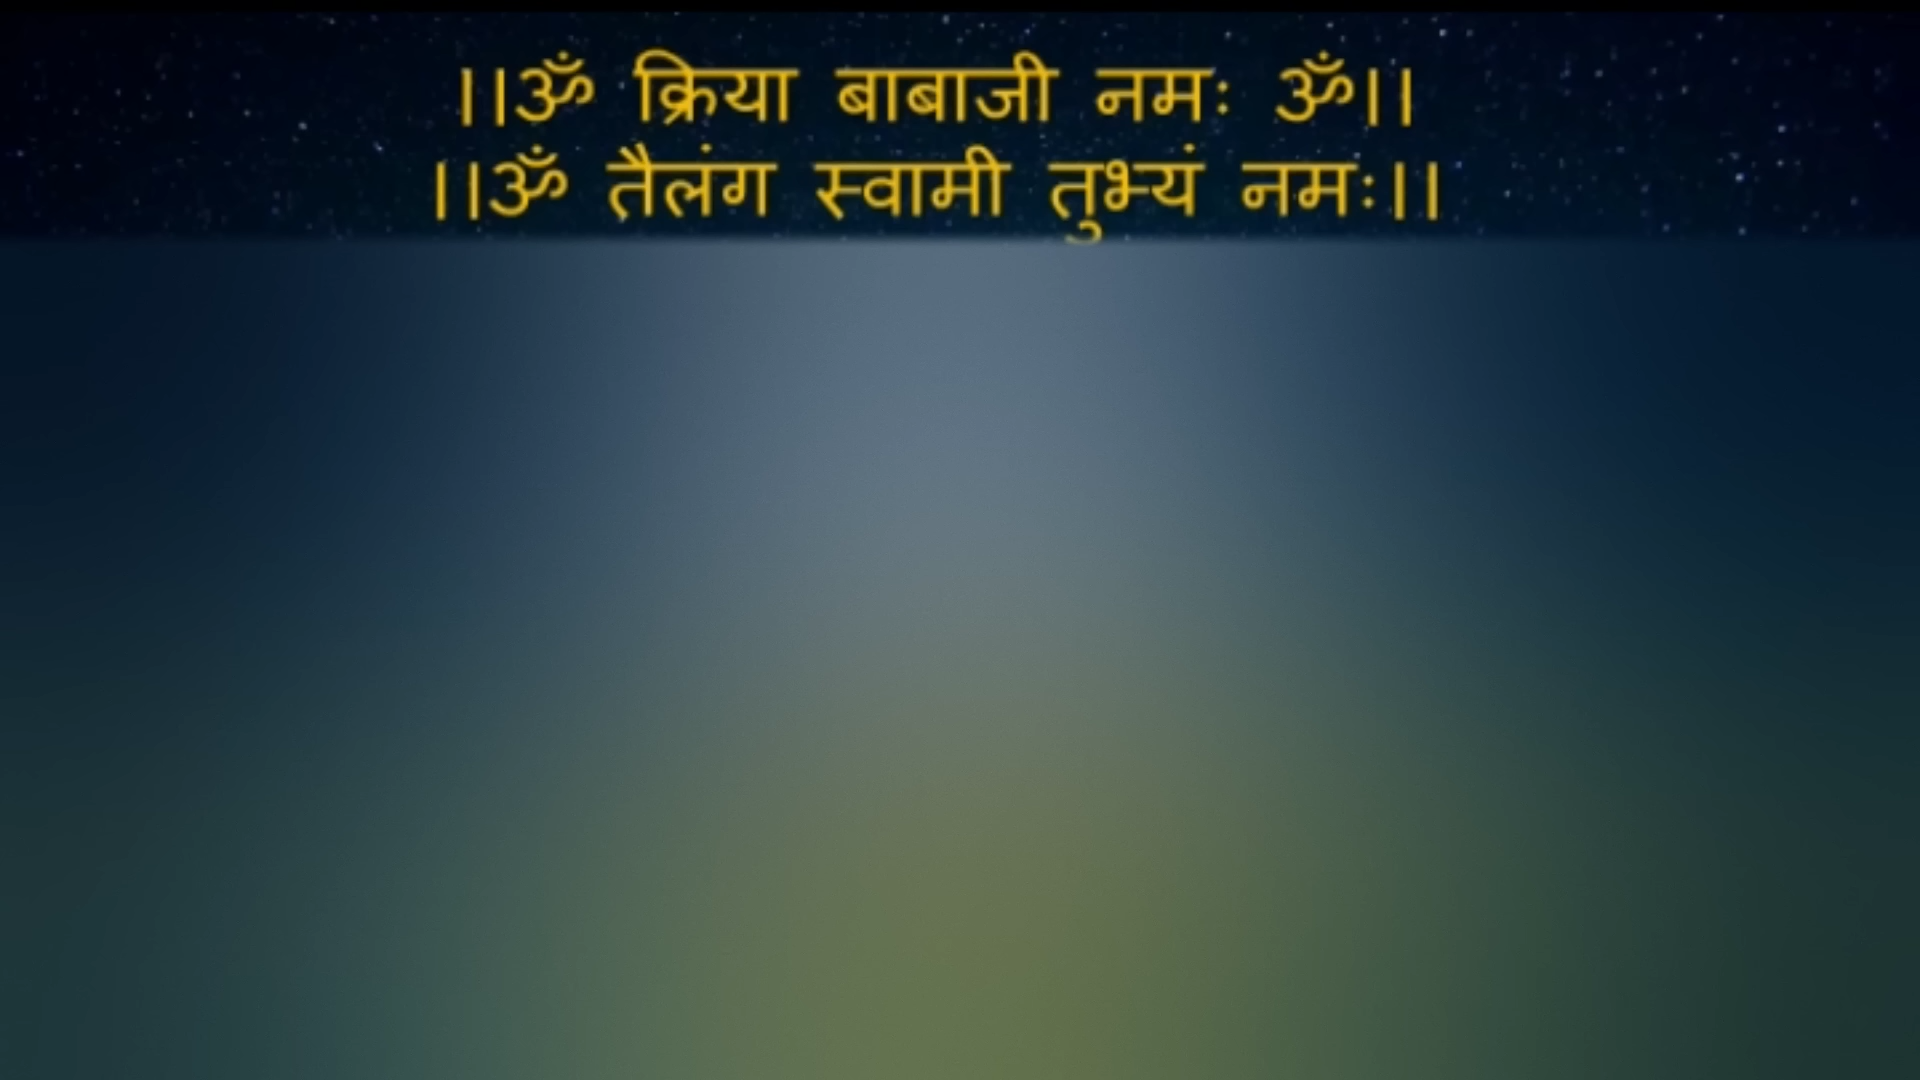 ।।ॐ क्रिया बाबाजी नमः ॐ।।
।।ॐ तैलंग स्वामी तुभ्यं नमः।।